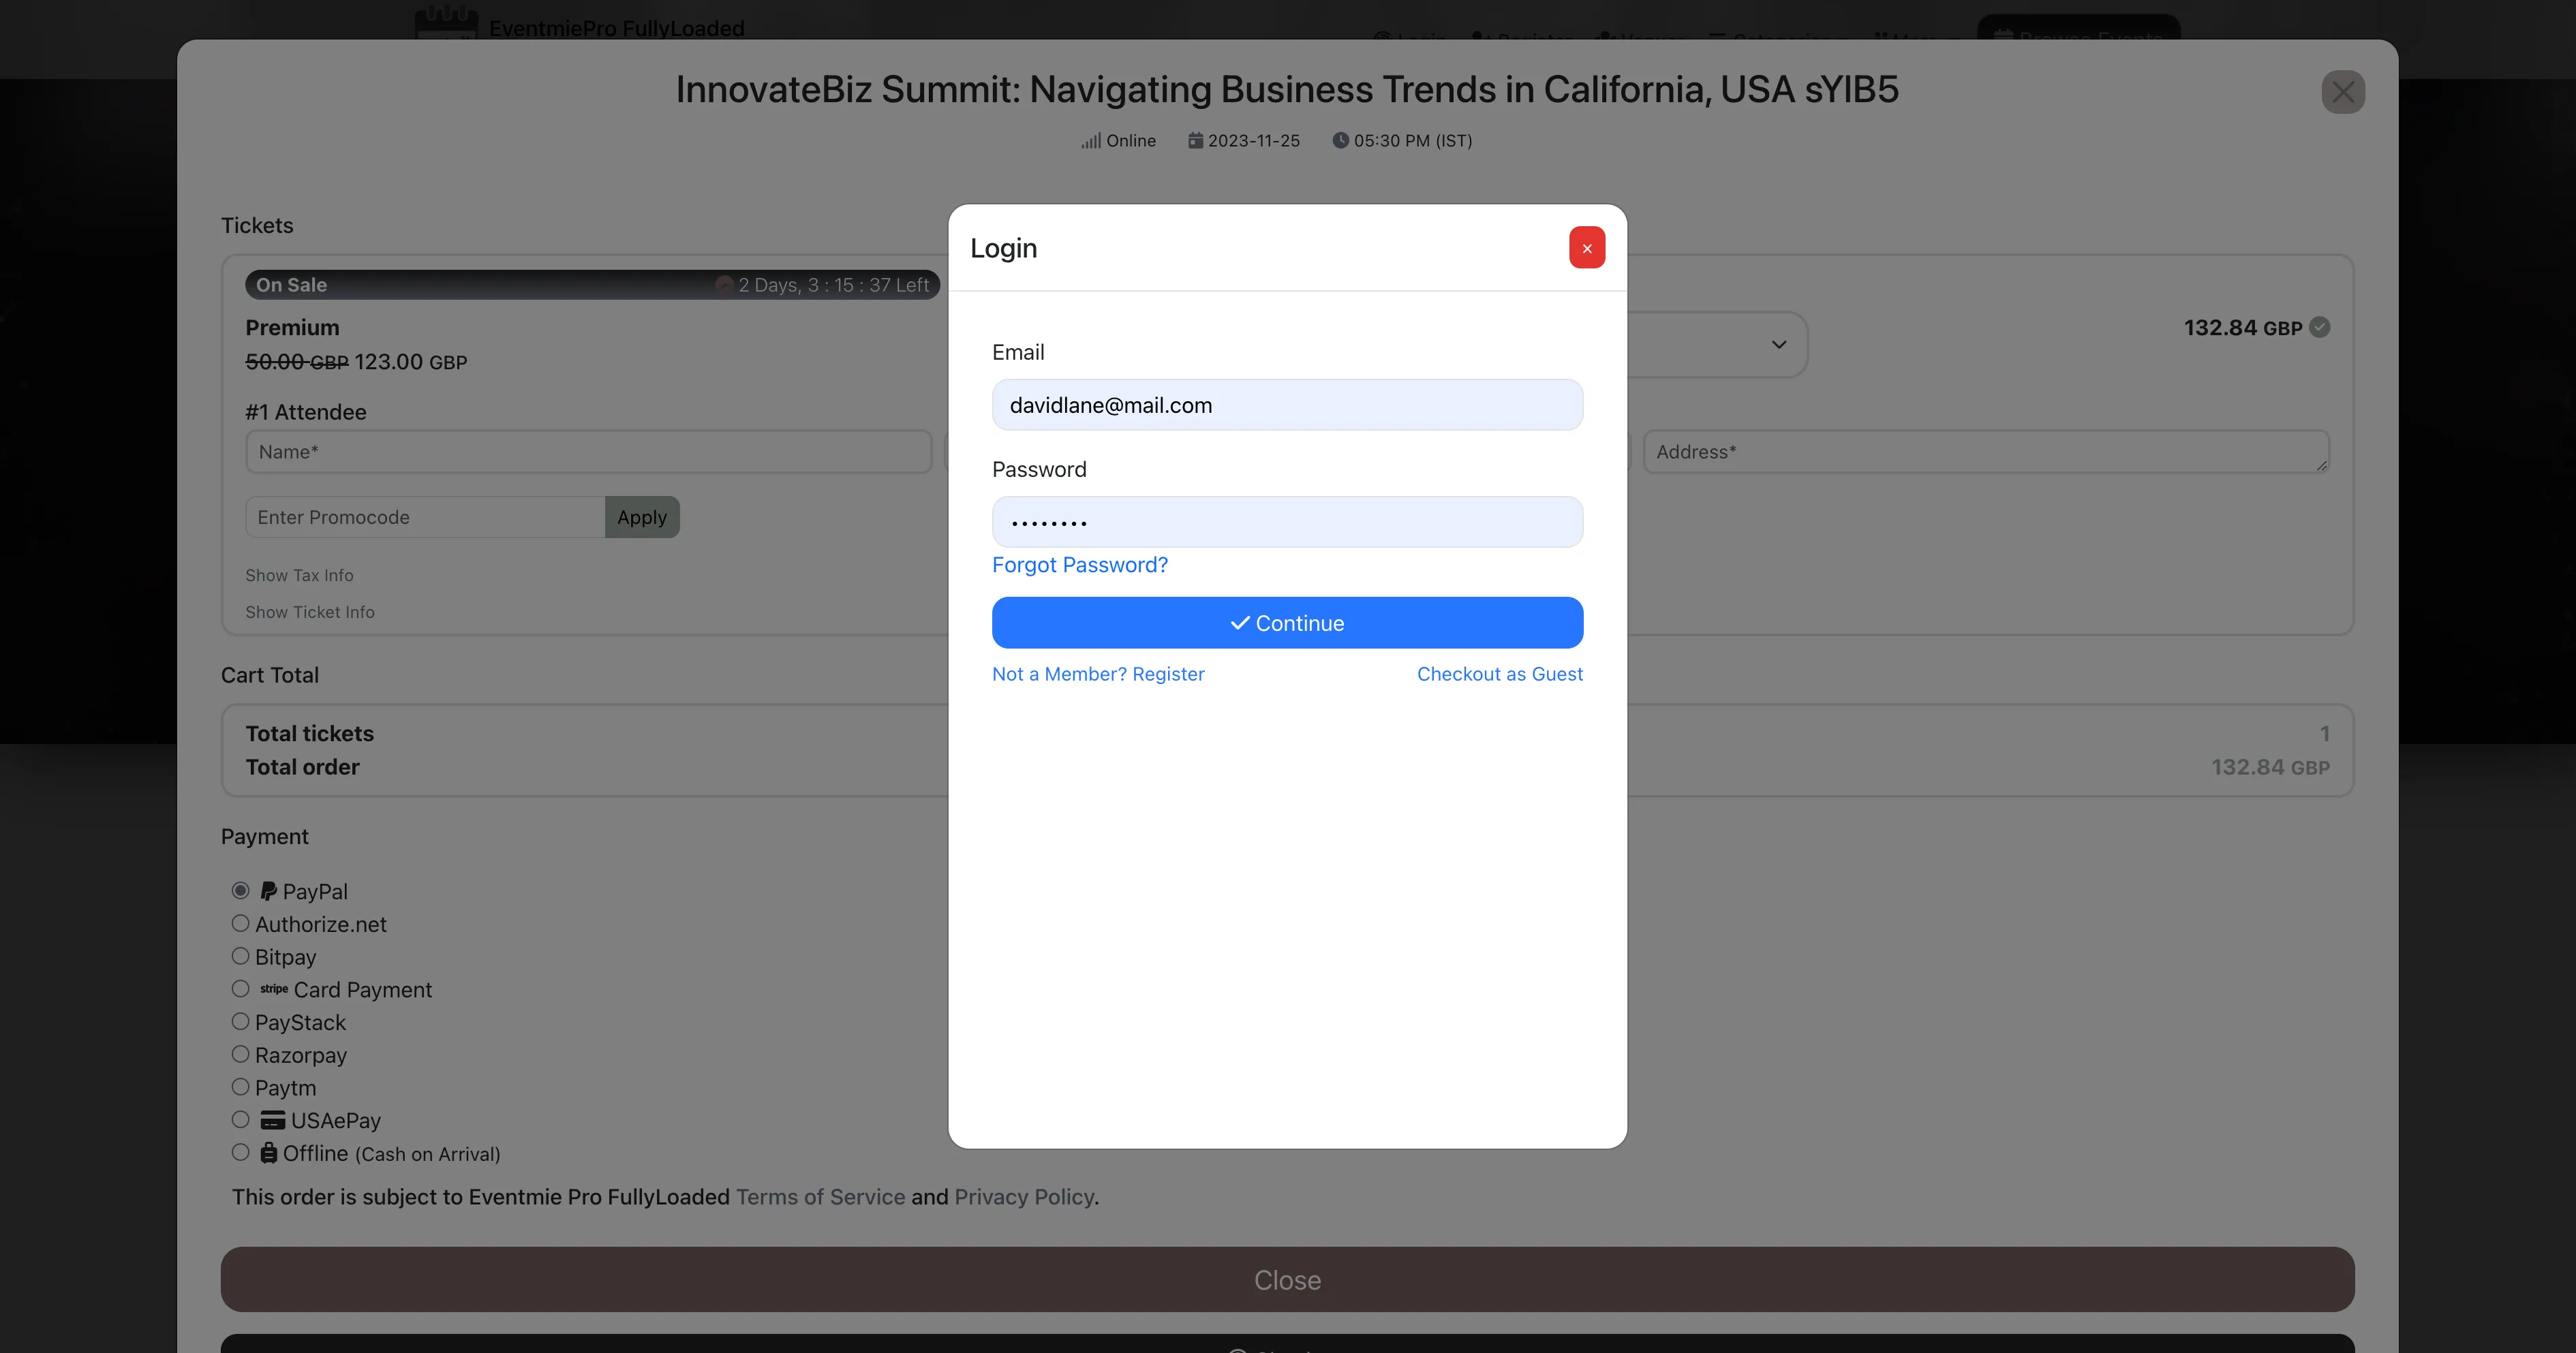 EventmiePro FullyLoaded
InnovateBiz Summit: Navigating Business Trends in California, USA sYIB5
Online 2023-11-25 05:30 PM (IST)
Tickets
On Sale 2 Days, 3 : 15 : 37 Left
Premium
50.00 GBP 123.00 GBP
132.84 GBP
#1 Attendee
Name*
Address*
Enter Promocode Apply
Show Tax Info
Show Ticket Info
Cart Total
Total tickets 1
Total order 132.84 GBP
Payment
PayPal
Authorize.net
Bitpay
stripe Card Payment
PayStack
Razorpay
Paytm
USAePay
Offline (Cash on Arrival)
This order is subject to Eventmie Pro FullyLoaded Terms of Service and Privacy Policy.
Close
Login
×
Email
davidlane@mail.com
Password
••••••••
Forgot Password?
Continue
Not a Member? Register Checkout as Guest